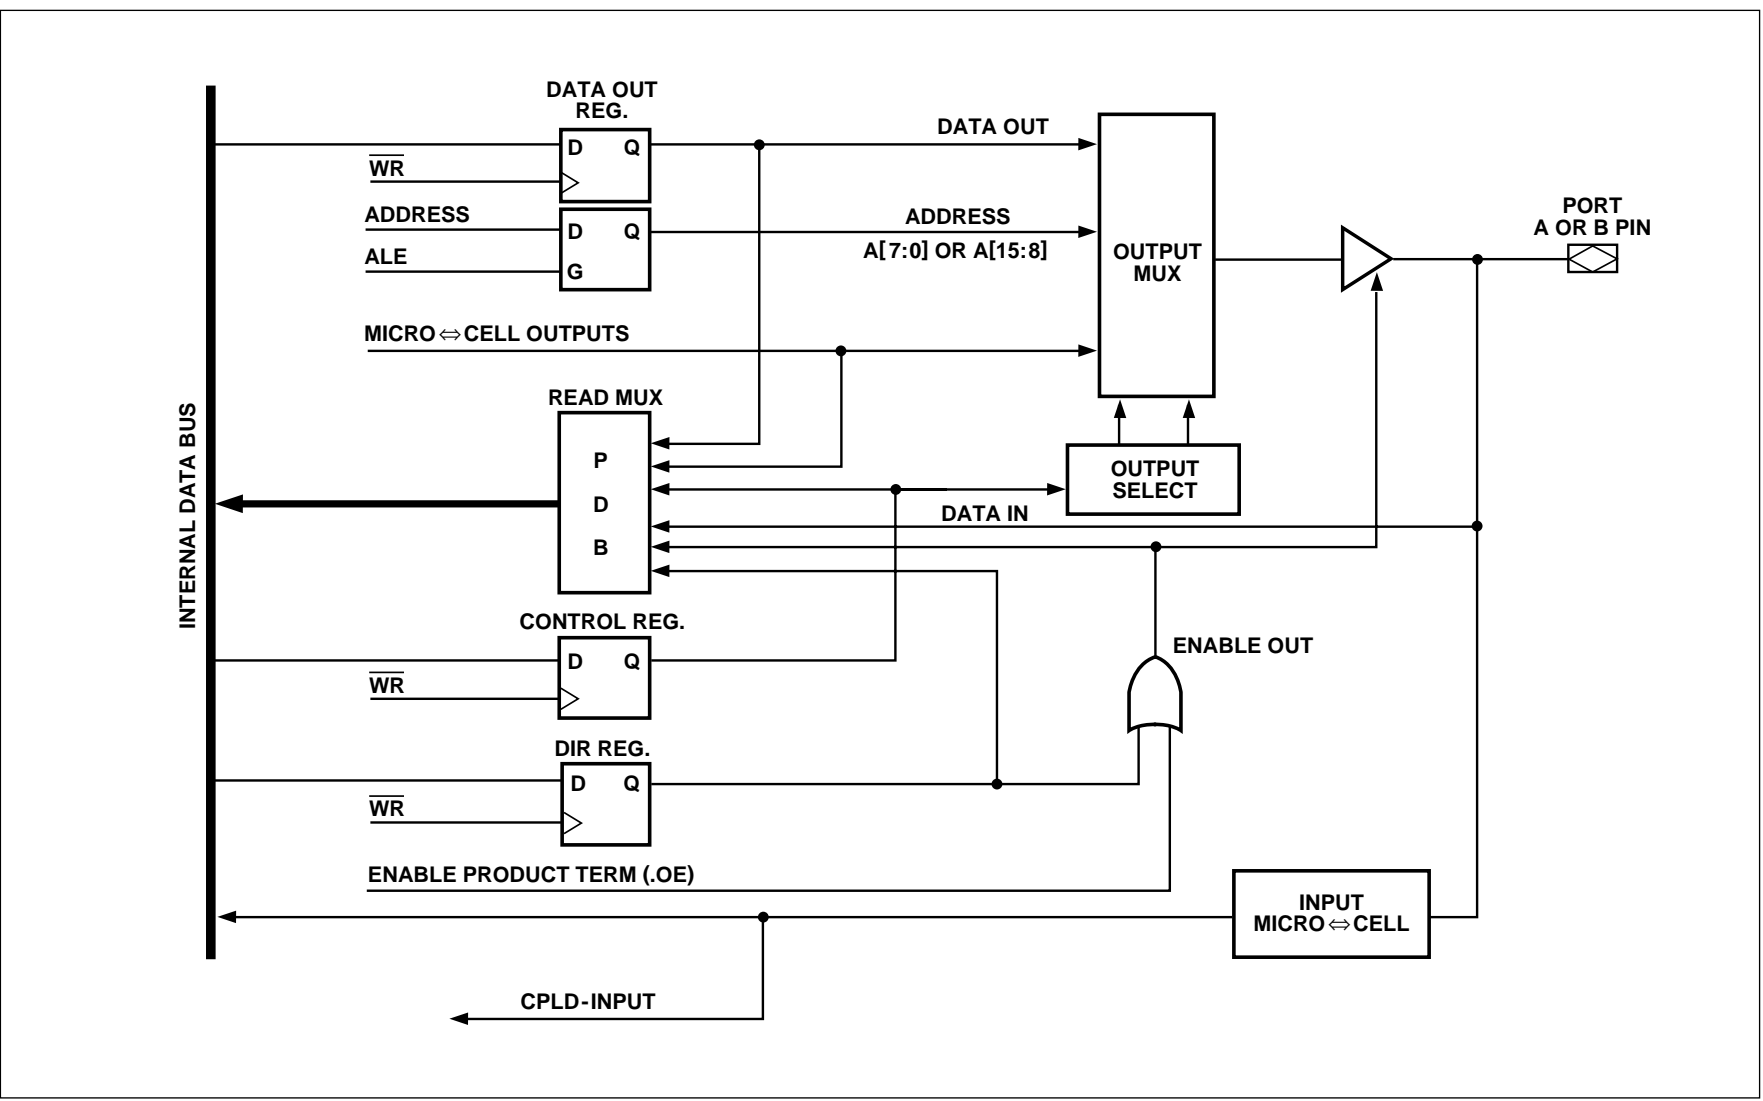 DATA OUT
REG.
D Q
WR
DATA OUT
ADDRESS
ALE
D Q
G
ADDRESS
A[7:0] OR A[15:8]
OUTPUT
MUX
PORT
A OR B PIN
MICRO⇔CELL OUTPUTS
READ MUX
P
D
B
OUTPUT
SELECT
DATA IN
INTERNAL DATA BUS
CONTROL REG.
D Q
WR
ENABLE OUT
DIR REG.
D Q
WR
ENABLE PRODUCT TERM (.OE)
INPUT
MICRO⇔CELL
CPLD-INPUT